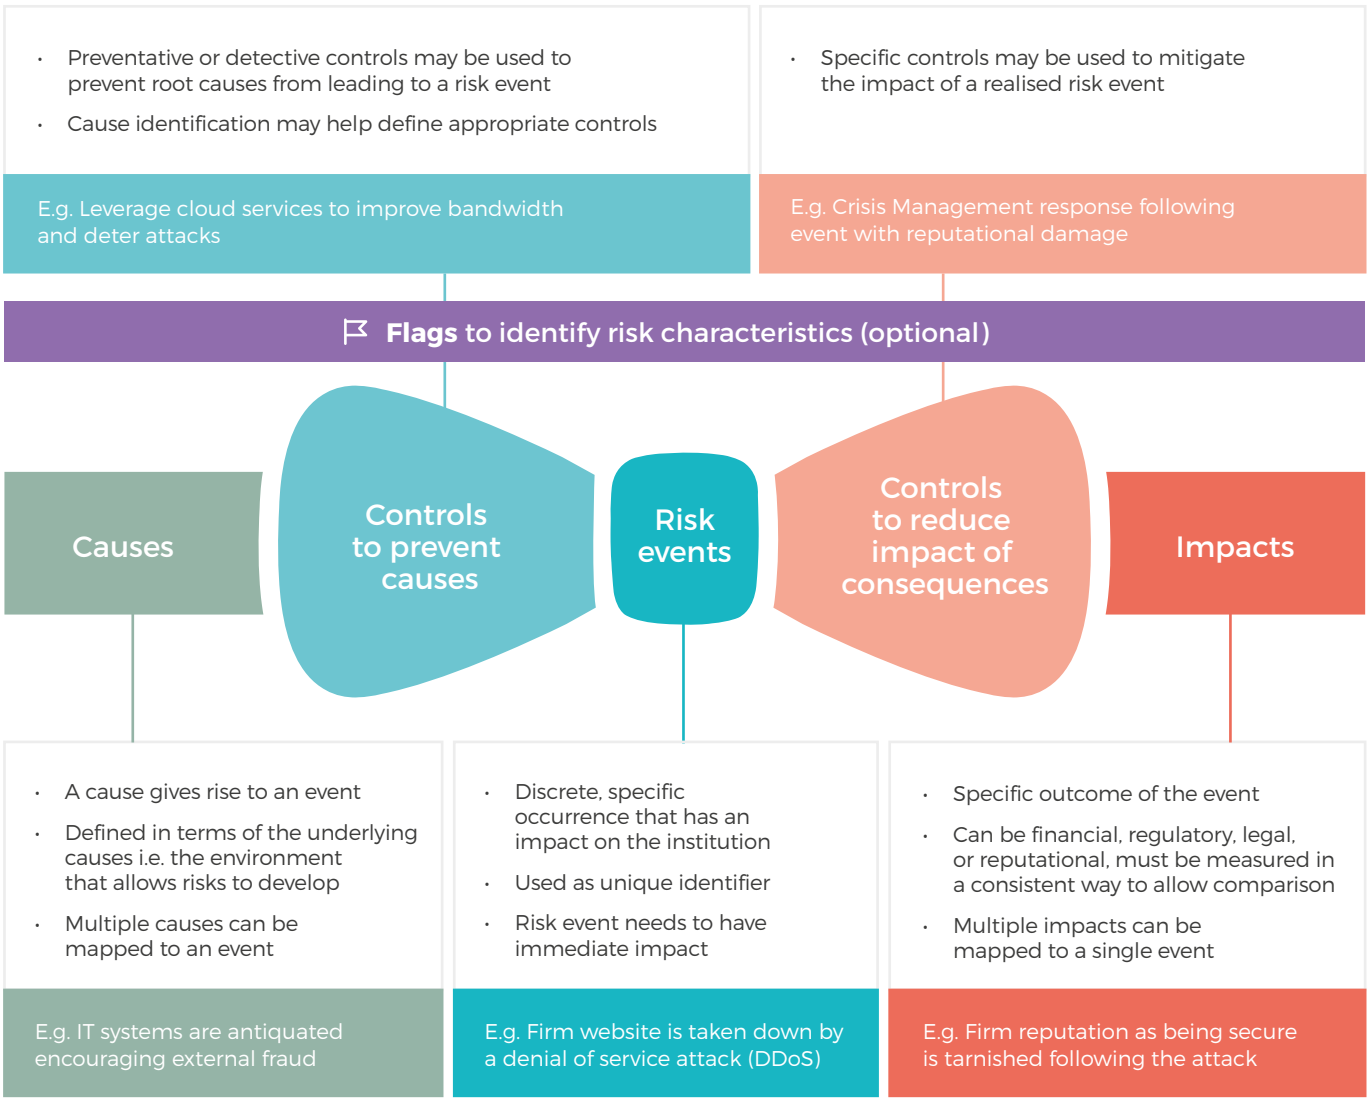 • Preventative or detective controls may be used to
prevent root causes from leading to a risk event
• Cause identification may help define appropriate controls
E.g. Leverage cloud services to improve bandwidth
and deter attacks
• Specific controls may be used to mitigate
the impact of a realised risk event
E.g. Crisis Management response following
event with reputational damage
Flags to identify risk characteristics (optional)
Causes
Controls
to prevent
causes
Risk
events
Controls
to reduce
impact of
consequences
Impacts
• A cause gives rise to an event
• Defined in terms of the underlying
causes i.e. the environment
that allows risks to develop
• Multiple causes can be
mapped to an event
E.g. IT systems are antiquated
encouraging external fraud
• Discrete, specific
occurrence that has an
impact on the institution
• Used as unique identifier
• Risk event needs to have
immediate impact
E.g. Firm website is taken down by
a denial of service attack (DDoS)
• Specific outcome of the event
• Can be financial, regulatory, legal,
or reputational, must be measured in
a consistent way to allow comparison
• Multiple impacts can be
mapped to a single event
E.g. Firm reputation as being secure
is tarnished following the attack